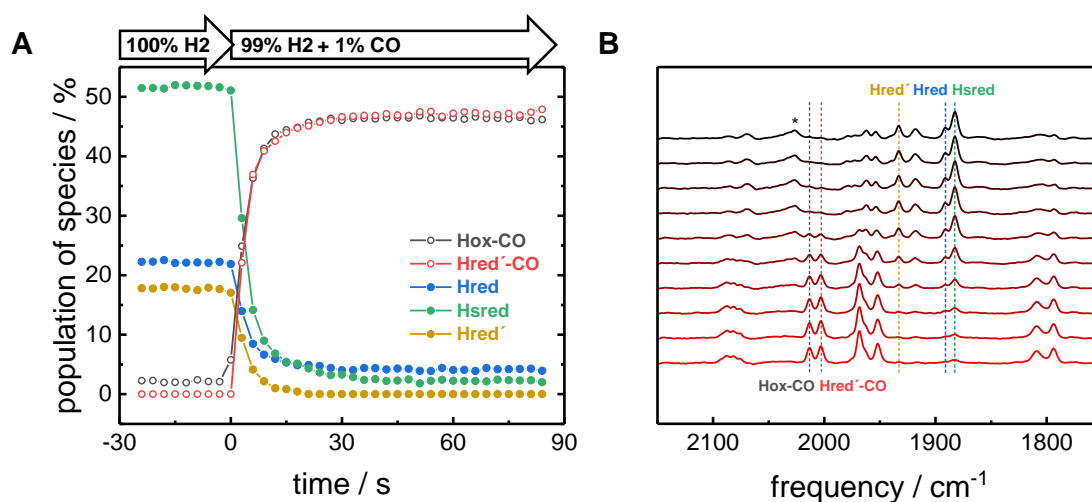 A
100% H2
99% H2 + 1% CO
population of species / %
50
40
30
20
10
0
Hox-CO
Hred´-CO
Hred
Hsred
Hred´
-30
0
30
60
90
time / s
B
Hred´ Hred Hsred
*
Hox-CO Hred´-CO
2100
2000
1900
1800
frequency / cm-1